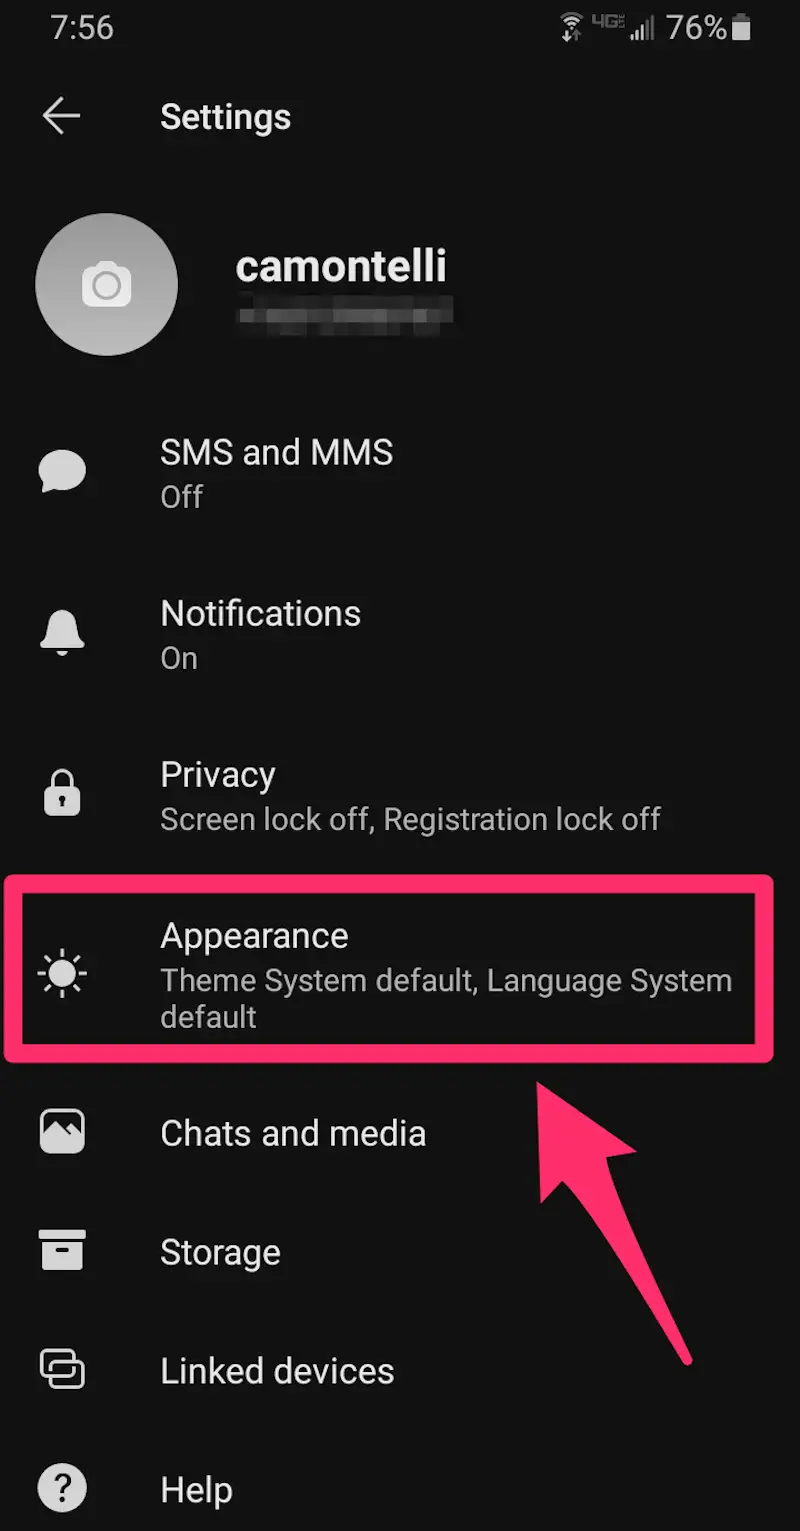 7:56
4G LTE 76%
Settings
camontelli
SMS and MMS
Off
Notifications
On
Privacy
Screen lock off, Registration lock off
Appearance
Theme System default, Language System
default
Chats and media
Storage
Linked devices
? Help